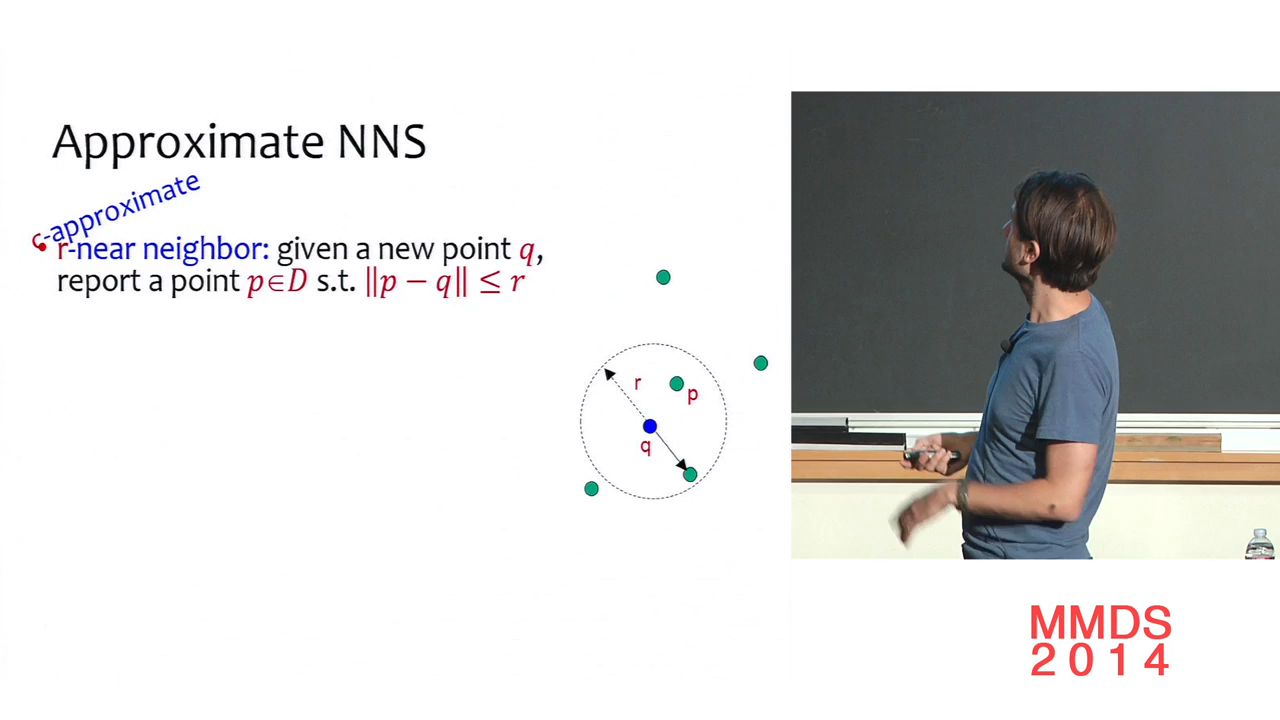 Approximate NNS
c-approximate
• r-near neighbor: given a new point q,
report a point p∈D s.t. ‖p − q‖ ≤ r
r
p
q
MMDS
2014